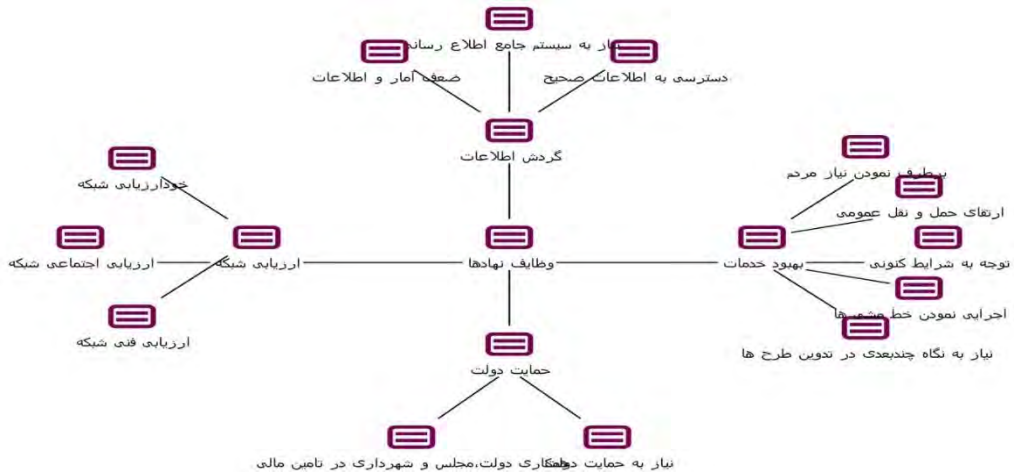 نیاز به سیستم جامع اطلاع رسانی
ضعف آمار و اطلاعات
دسترسی به اطلاعات صحیح
گردش اطلاعات
برطرف نمودن نیاز مردم
خودارزیابی شبکه
ارتقای حمل و نقل عمومی
ارزیابی اجتماعی شبکه
ارزیابی شبکه
وظایف نهادها
بهبود خدمات
توجه به شرایط کنونی
اجرایی نمودن خط مشی ها
ارزیابی فنی شبکه
نیاز به نگاه چندبعدی در تدوین طرح ها
حمایت دولت
نیاز به حمایت دولت
همکاری دولت،مجلس و شهرداری در تامین مالی